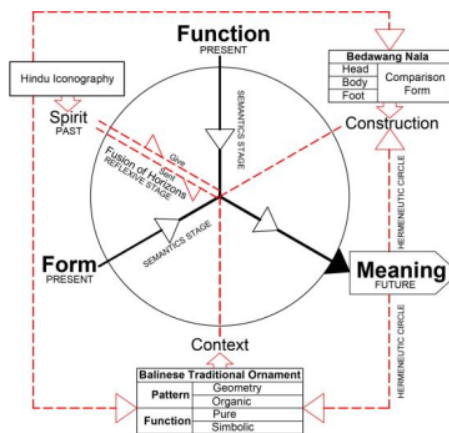 Function
PRESENT
Bedawang Nala
Head
Body
Foot
Comparison
Form
Hindu Iconography
Spirit
PAST
Construction
SEMANTICS STAGE
Give
Sent
Fusion of Horizons
REFLEXIVE STAGE
HERMENEUTIC CIRCLE
SEMANTICS STAGE
Form
PRESENT
Meaning
FUTURE
HERMENEUTIC CIRCLE
Context
Balinese Traditional Ornament
Pattern
Geometry
Organic
Function
Pure
Simbolic